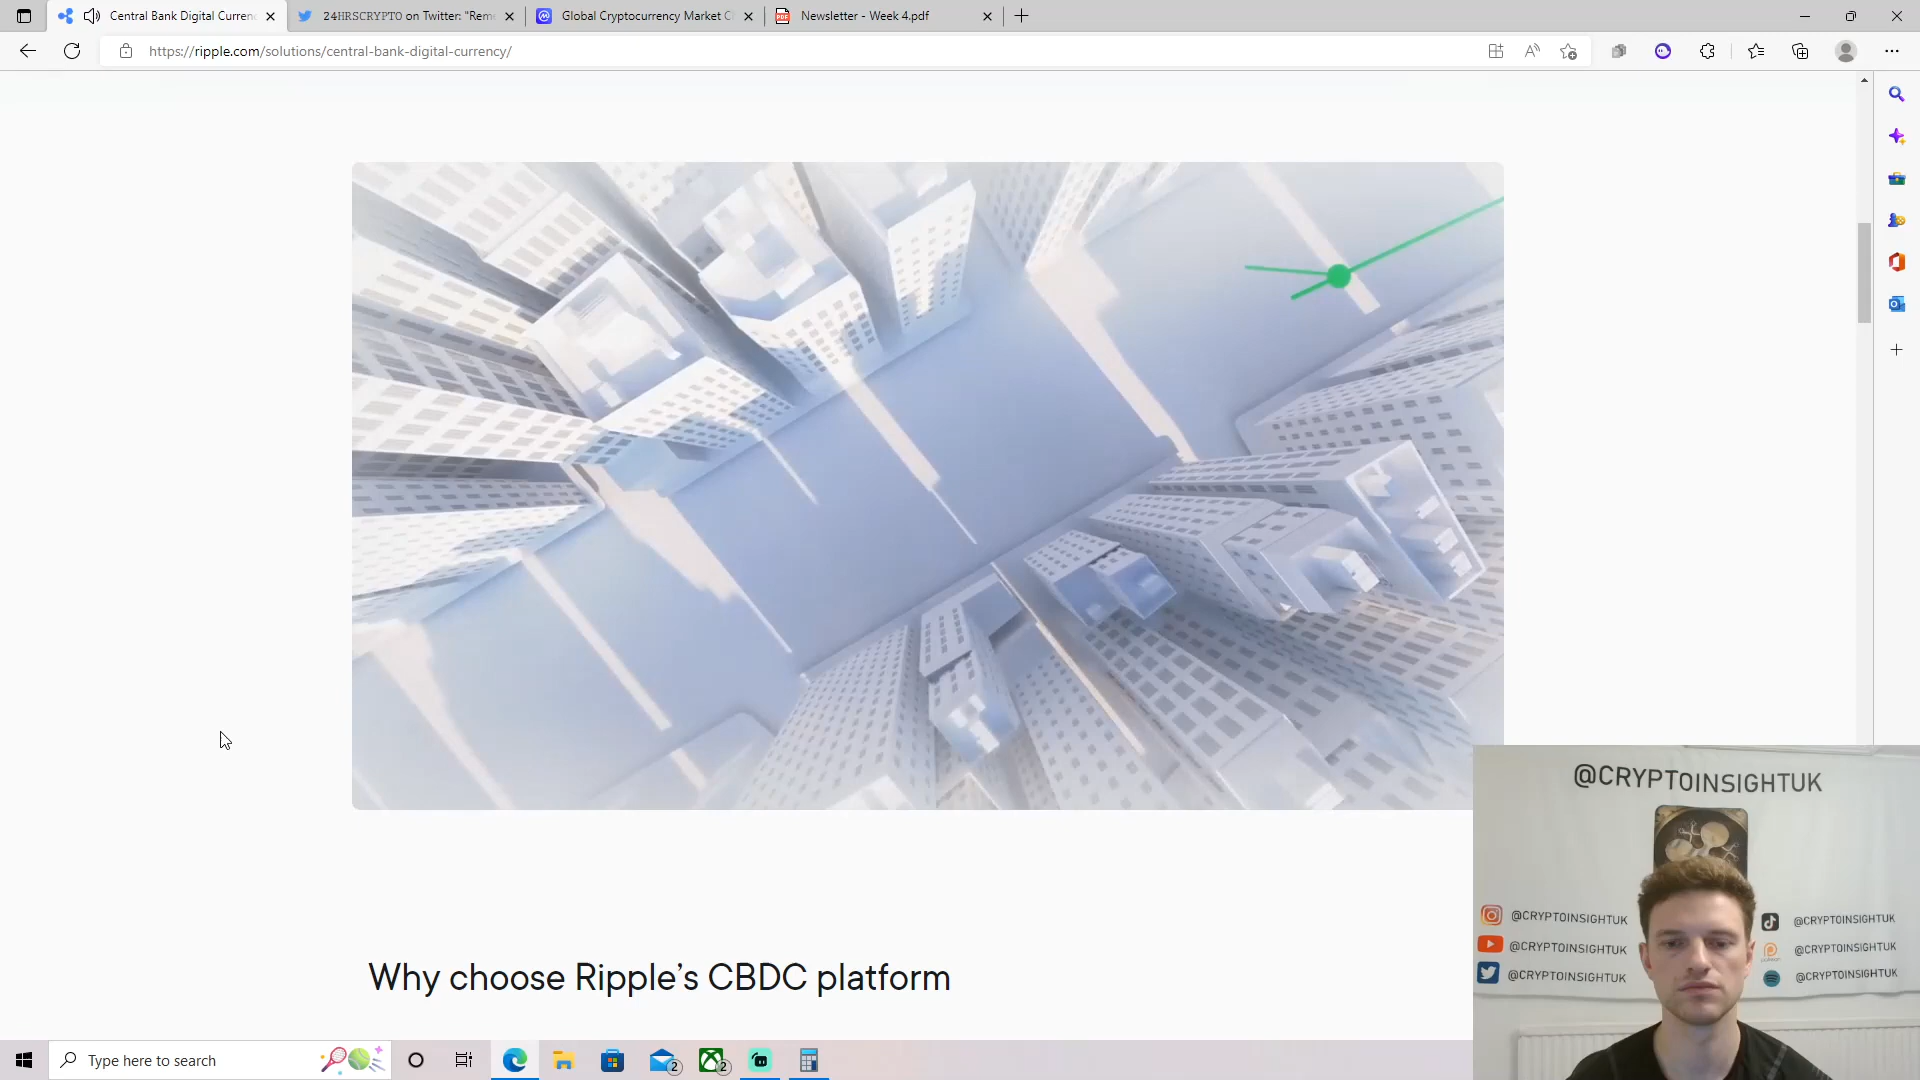 Central Bank Digital Curren
24HRSCRYPTO on Twitter: "Rem
Global Cryptocurrency Market C
Newsletter - Week 4.pdf
https://ripple.com/solutions/central-bank-digital-currency/
Why choose Ripple's CBDC platform
@CRYPTOINSIGHTUK
@CRYPTOINSIGHTUK
@CRYPTOINSIGHTUK
@CRYPTOINSIGHTUK
@CRYPTOINSIGHTUK
@CRYPTOINSIGHTUK
@CRYPTOINSIGHTUK
Type here to search
2
2